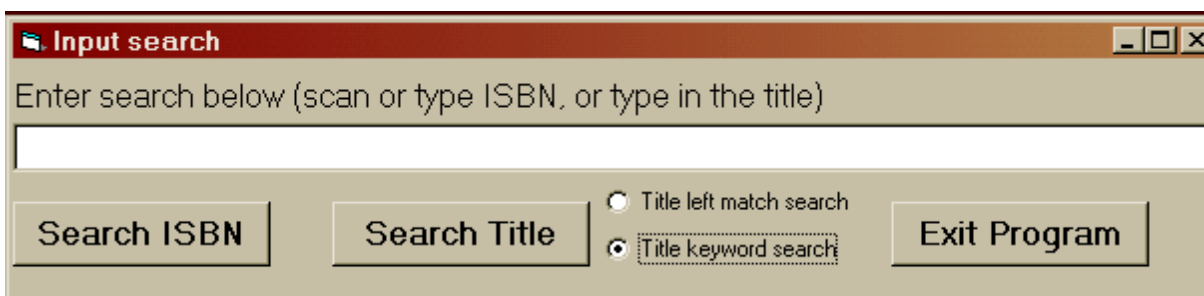 Input search
Enter search below (scan or type ISBN, or type in the title)
Search ISBN
Search Title
Title left match search
Title keyword search
Exit Program